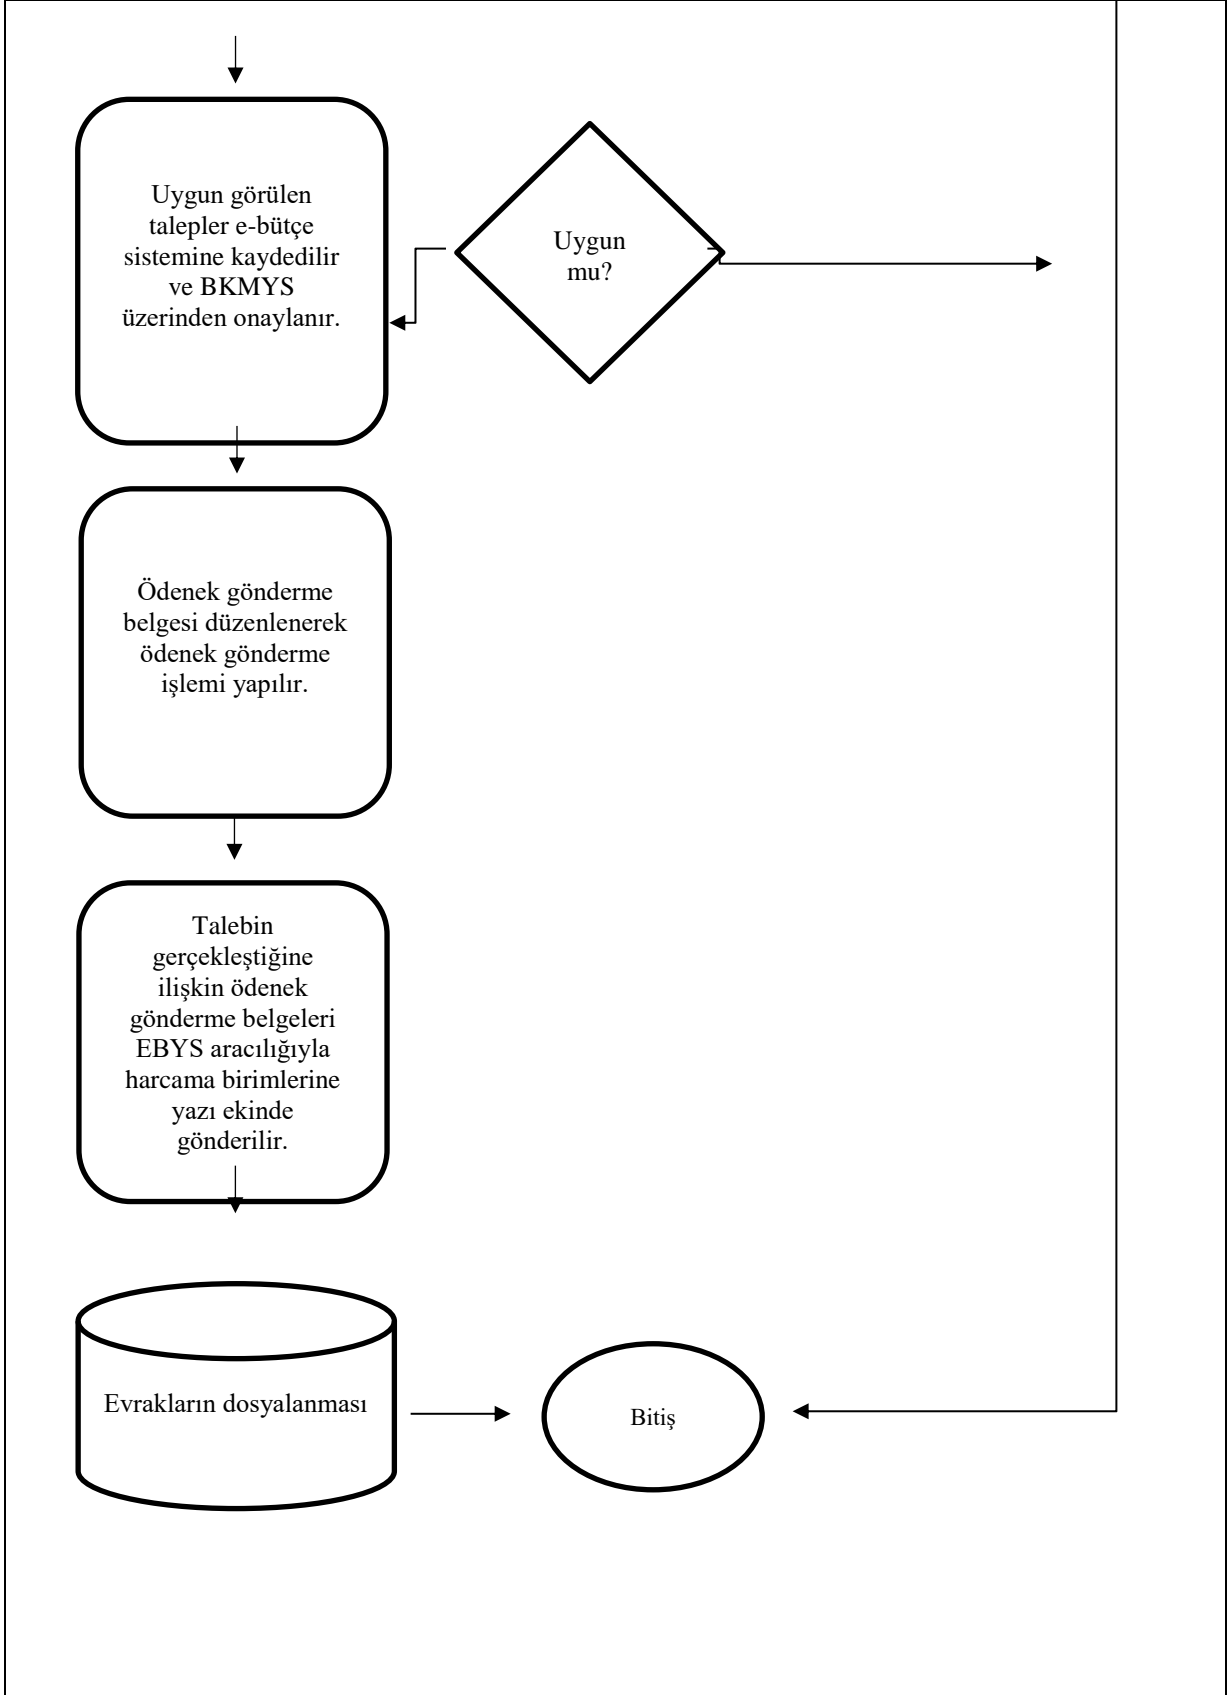 Uygun görülen
talepler e-bütçe
sistemine kaydedilir
ve BKMYS
üzerinden onaylanır.
Uygun
mu?
Ödenek gönderme
belgesi düzenlenerek
ödenek gönderme
işlemi yapılır.
Talebin
gerçekleştiğine
ilişkin ödenek
gönderme belgeleri
EBYS aracılığıyla
harcama birimlerine
yazı ekinde
gönderilir.
Evrakların dosyalanması
Bitiş